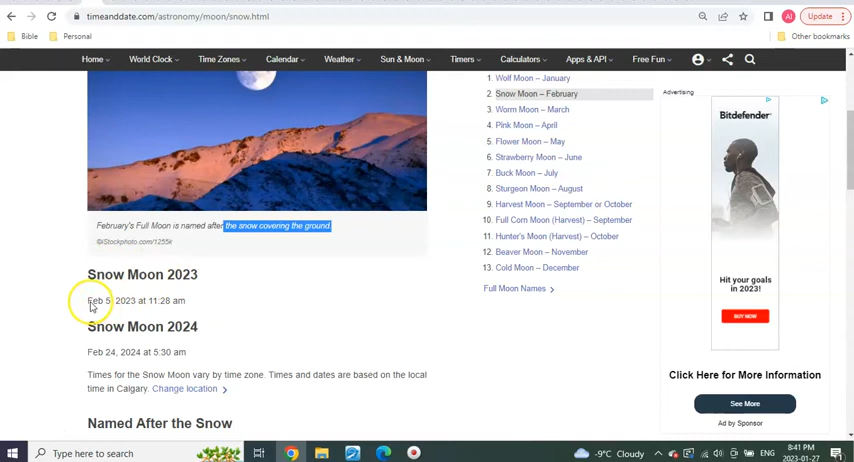 timeanddate.com/astronomy/moon/snow.html
AI
Update
Bible
Personal
Other bookmarks
Home
World Clock
Time Zones
Calendar
Weather
Sun & Moon
Timers
Calculators
Apps & API
Free Fun
1. Wolf Moon – January
2. Snow Moon – February
3. Worm Moon – March
4. Pink Moon – April
5. Flower Moon – May
6. Strawberry Moon – June
7. Buck Moon – July
8. Sturgeon Moon – August
9. Harvest Moon – September or October
10. Full Corn Moon (Harvest) – September
11. Hunter's Moon (Harvest) – October
12. Beaver Moon – November
13. Cold Moon – December
Full Moon Names
February's Full Moon is named after the snow covering the ground.
©iStockphoto.com/1255k
Snow Moon 2023
Feb 5, 2023 at 11:28 am
Snow Moon 2024
Feb 24, 2024 at 5:30 am
Times for the Snow Moon vary by time zone. Times and dates are based on the local
time in Calgary. Change location
Named After the Snow
Advertising
Bitdefender
Hit your goals
in 2023!
BUY NOW
Click Here for More Information
See More
Ad by Sponsor
Type here to search
-9°C Cloudy
ENG
8:41 PM
2023-01-27
1